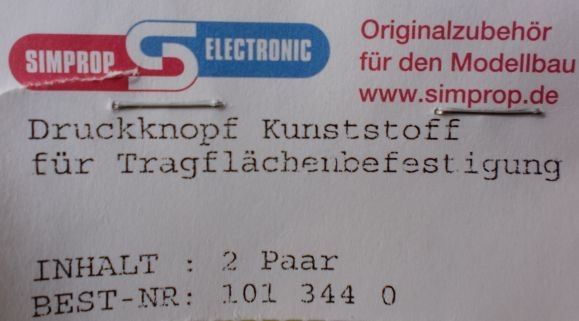 SIMPROP S ELECTRONIC
Originalzubehör
für den Modellbau
www.simprop.de
Druckknopf Kunststoff
für Tragflächenbefestigung
INHALT : 2 Paar
BEST-NR: 101 344 0